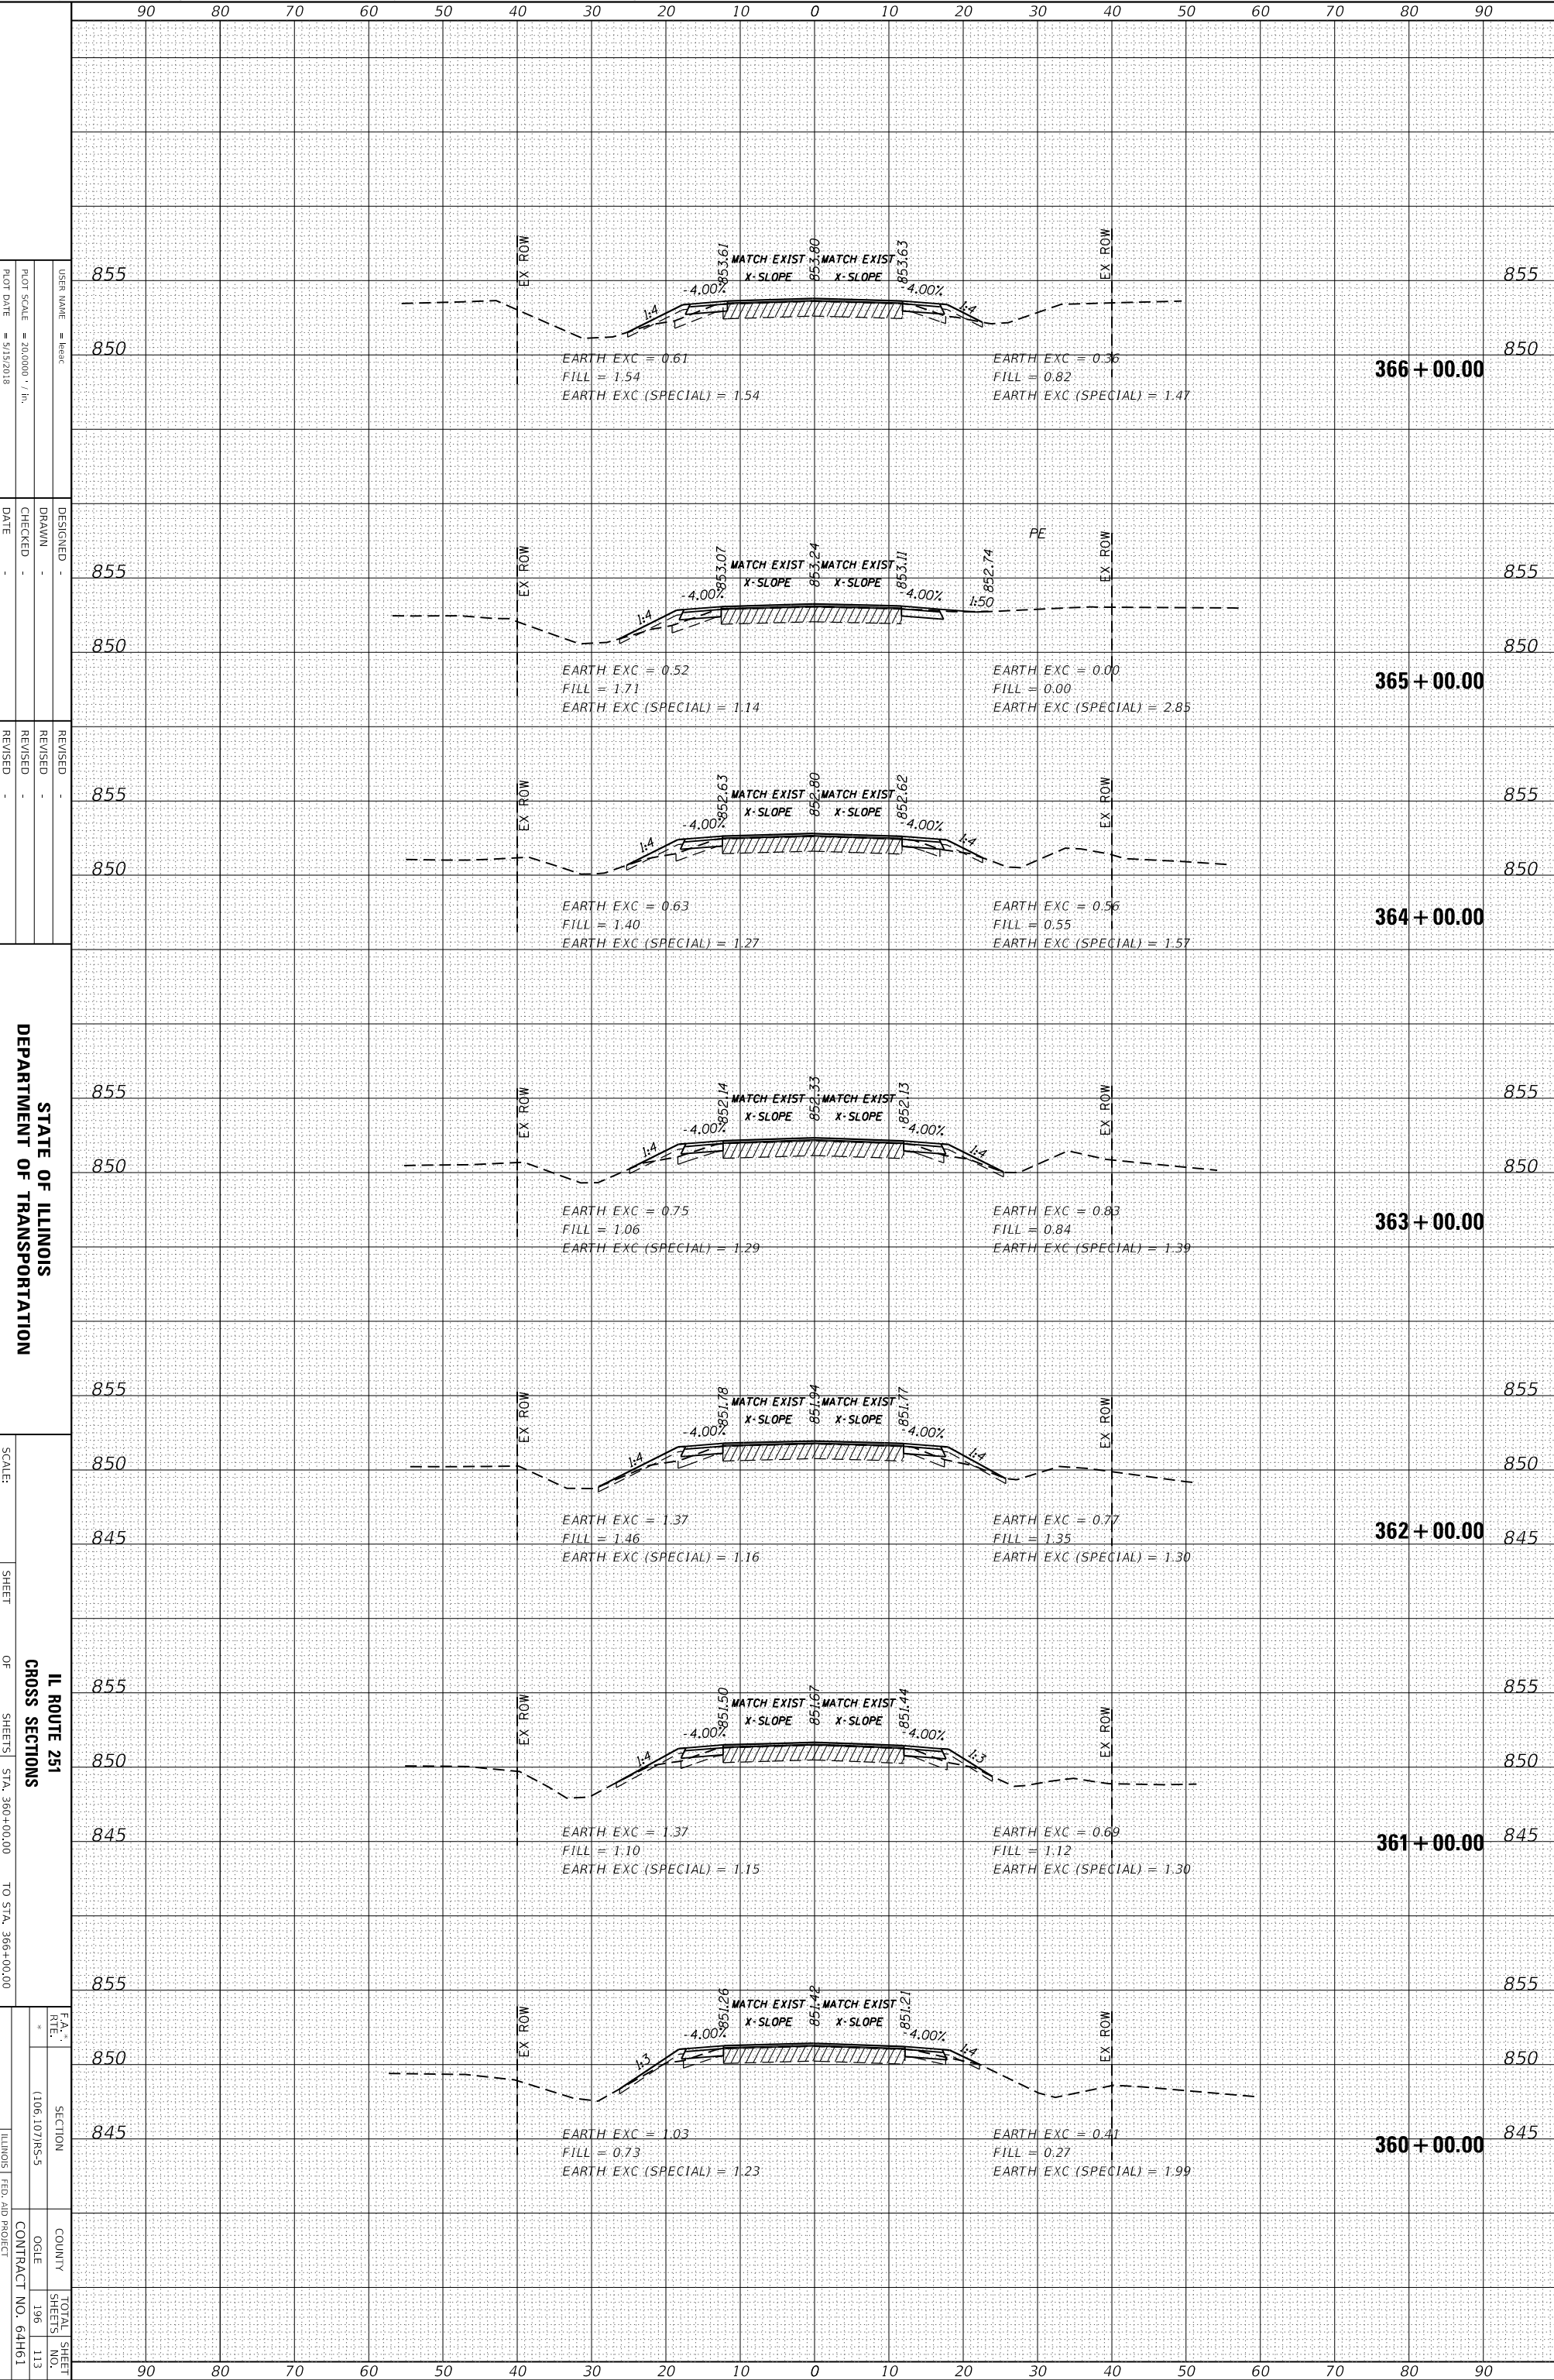 90 80 70 60 50 40 30 20 10 0 10 20 30 40 50 60 70 80 90
EX ROW
853.61
MATCH EXIST
X-SLOPE
853.80
MATCH EXIST
X-SLOPE
853.63
EX ROW
855
855
-4.00%
-4.00%
1:4
1:4
850
850
EARTH EXC = 0.61
FILL = 1.54
EARTH EXC (SPECIAL) = 1.54
EARTH EXC = 0.36
FILL = 0.82
EARTH EXC (SPECIAL) = 1.47
366+00.00
PE
EX ROW
853.07
MATCH EXIST
X-SLOPE
853.24
MATCH EXIST
X-SLOPE
853.11
852.74
EX ROW
855
855
-4.00%
-4.00%
1:4
1:50
850
850
EARTH EXC = 0.52
FILL = 1.71
EARTH EXC (SPECIAL) = 1.14
EARTH EXC = 0.00
FILL = 0.00
EARTH EXC (SPECIAL) = 2.85
365+00.00
EX ROW
852.63
MATCH EXIST
X-SLOPE
852.80
MATCH EXIST
X-SLOPE
852.62
EX ROW
855
855
-4.00%
-4.00%
1:4
1:4
850
850
EARTH EXC = 0.63
FILL = 1.40
EARTH EXC (SPECIAL) = 1.27
EARTH EXC = 0.56
FILL = 0.55
EARTH EXC (SPECIAL) = 1.57
364+00.00
EX ROW
852.14
MATCH EXIST
X-SLOPE
852.33
MATCH EXIST
X-SLOPE
852.13
EX ROW
855
855
-4.00%
-4.00%
1:4
1:4
850
850
EARTH EXC = 0.75
FILL = 1.06
EARTH EXC (SPECIAL) = 1.29
EARTH EXC = 0.83
FILL = 0.84
EARTH EXC (SPECIAL) = 1.39
363+00.00
EX ROW
851.78
MATCH EXIST
X-SLOPE
851.94
MATCH EXIST
X-SLOPE
851.77
EX ROW
855
855
-4.00%
-4.00%
1:4
1:4
850
850
845
845
EARTH EXC = 1.37
FILL = 1.46
EARTH EXC (SPECIAL) = 1.16
EARTH EXC = 0.77
FILL = 1.35
EARTH EXC (SPECIAL) = 1.30
362+00.00
EX ROW
851.50
MATCH EXIST
X-SLOPE
851.67
MATCH EXIST
X-SLOPE
851.44
EX ROW
855
855
-4.00%
-4.00%
1:4
1:3
850
850
845
845
EARTH EXC = 1.37
FILL = 1.10
EARTH EXC (SPECIAL) = 1.15
EARTH EXC = 0.69
FILL = 1.12
EARTH EXC (SPECIAL) = 1.30
361+00.00
EX ROW
851.26
MATCH EXIST
X-SLOPE
851.42
MATCH EXIST
X-SLOPE
851.21
EX ROW
855
855
-4.00%
-4.00%
1:3
1:4
850
850
845
845
EARTH EXC = 1.03
FILL = 0.73
EARTH EXC (SPECIAL) = 1.23
EARTH EXC = 0.41
FILL = 0.27
EARTH EXC (SPECIAL) = 1.99
360+00.00
90 80 70 60 50 40 30 20 10 0 10 20 30 40 50 60 70 80 90
USER NAME = leeac
PLOT SCALE = 20.0000 ' / in.
PLOT DATE = 5/15/2018
DESIGNED -
DRAWN -
CHECKED -
DATE -
REVISED -
REVISED -
REVISED -
REVISED -
STATE OF ILLINOIS
DEPARTMENT OF TRANSPORTATION
IL ROUTE 251
CROSS SECTIONS
SCALE: SHEET OF SHEETS STA. 360+00.00 TO STA. 366+00.00
F.A. *
RTE.
SECTION
COUNTY
TOTAL
SHEETS
SHEET
NO.
* (106,107)RS-5 OGLE 196 113
CONTRACT NO. 64H61
ILLINOIS FED. AID PROJECT